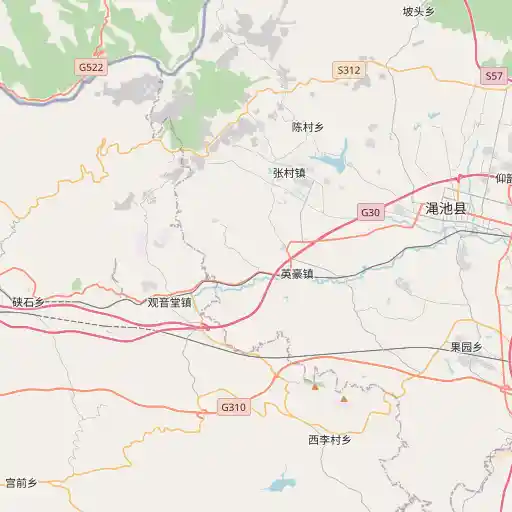 坡头乡
G522
S312
S57
陈村乡
张村镇
仰韶
G30
渑池县
英豪镇
硖石乡
观音堂镇
果园乡
G310
西李村乡
宫前乡